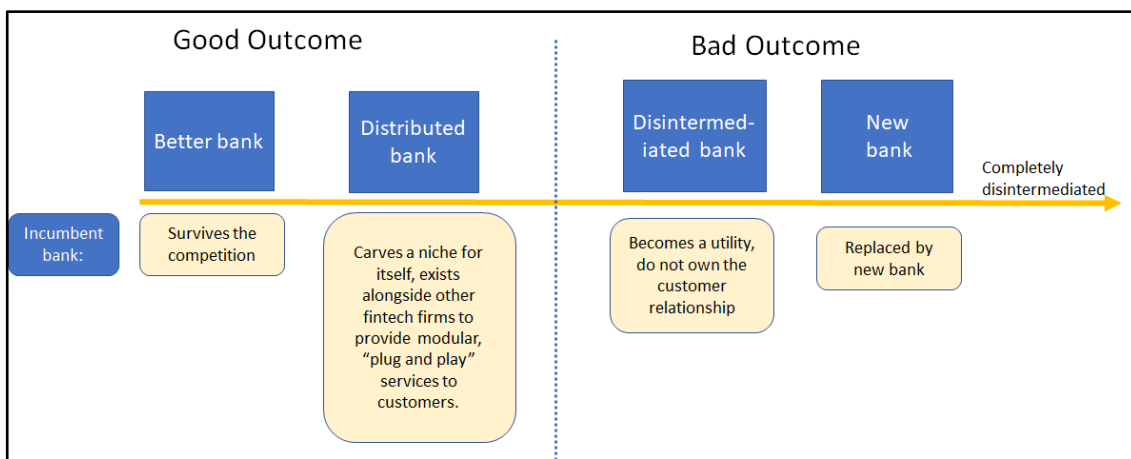 Good Outcome
Bad Outcome
Better bank
Distributed
bank
Disintermed-
iated bank
New
bank
Completely
disintermediated
Incumbent
bank:
Survives the
competition
Carves a niche for
itself, exists
alongside other
fintech firms to
provide modular,
“plug and play”
services to
customers.
Becomes a utility,
do not own the
customer
relationship
Replaced by
new bank